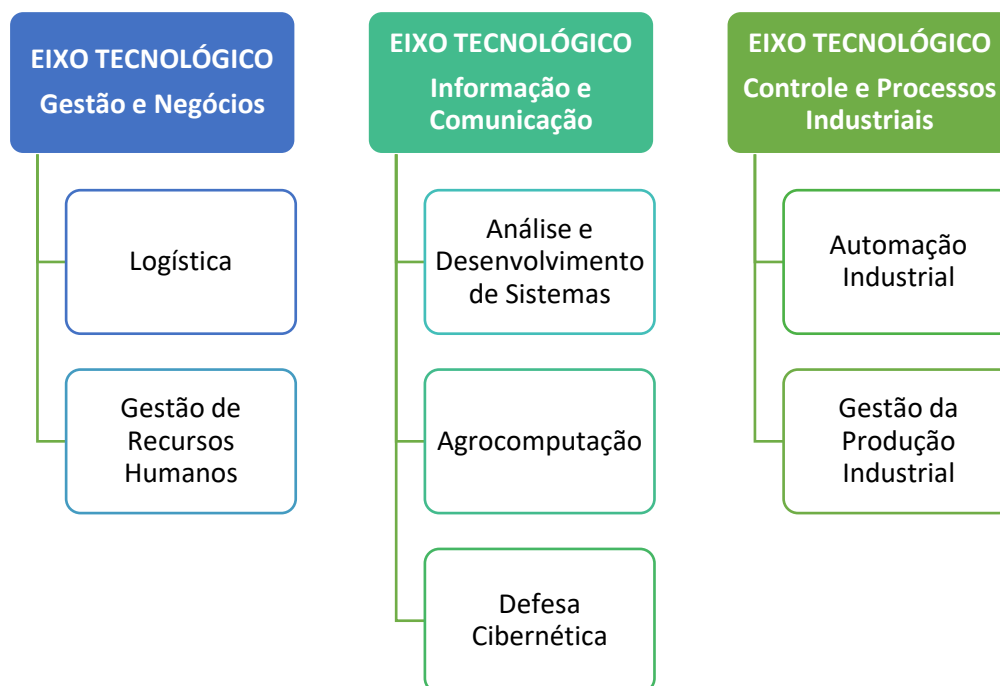 EIXO TECNOLÓGICO
Gestão e Negócios
Logística
Gestão de
Recursos
Humanos
EIXO TECNOLÓGICO
Informação e
Comunicação
Análise e
Desenvolvimento
de Sistemas
Agrocomputação
Defesa
Cibernética
EIXO TECNOLÓGICO
Controle e Processos
Industriais
Automação
Industrial
Gestão da
Produção
Industrial